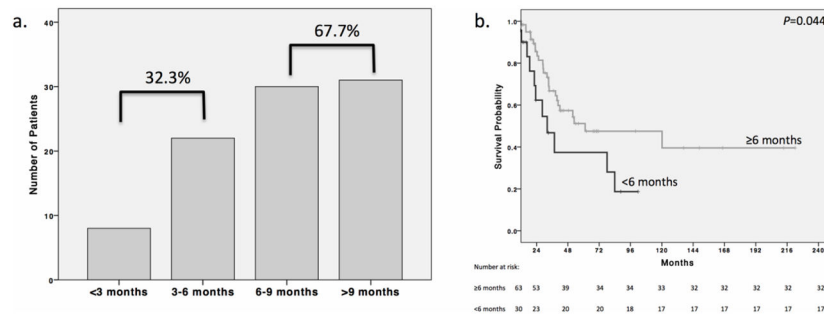 a.
67.7%
32.3%
Number of Patients
40
30
20
10
0
<3 months
3-6 months
6-9 months
>9 months
b.
P=0.044
Survival Probability
1.0
0.8
0.6
0.4
0.2
0.0
≥6 months
<6 months
24 48 72 96 120 144 168 192 216 240
Months
Number at risk:
≥6 months 63 53 39 34 34 33 32 32 32 32 32
<6 months 30 23 20 20 18 17 17 17 17 17 17